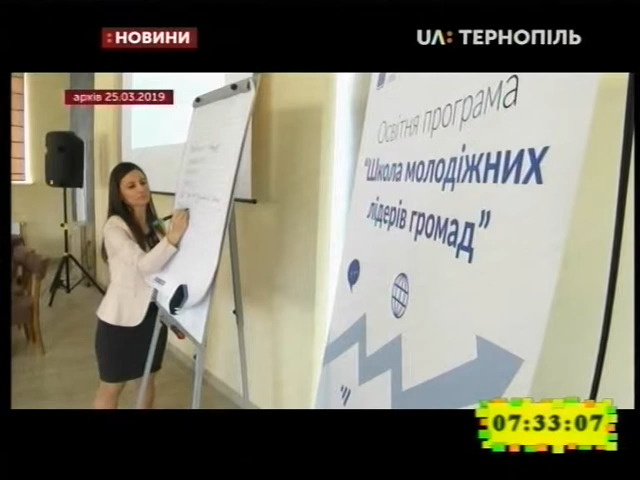 :НОВИНИ
UA: ТЕРНОПІЛЬ
архів 25.03.2019
Освітня програма
"Школа молодіжних
лідерів громад"
07:33:07